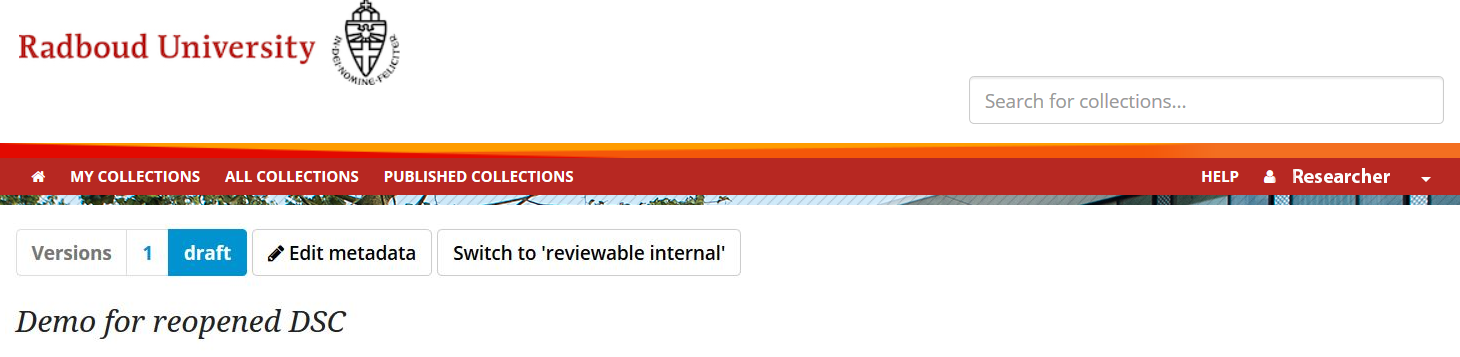 Radboud University
IN·DEI·NOMINE·FELICITER
Search for collections...
MY COLLECTIONS ALL COLLECTIONS PUBLISHED COLLECTIONS HELP Researcher
Versions 1 draft Edit metadata Switch to 'reviewable internal'
Demo for reopened DSC